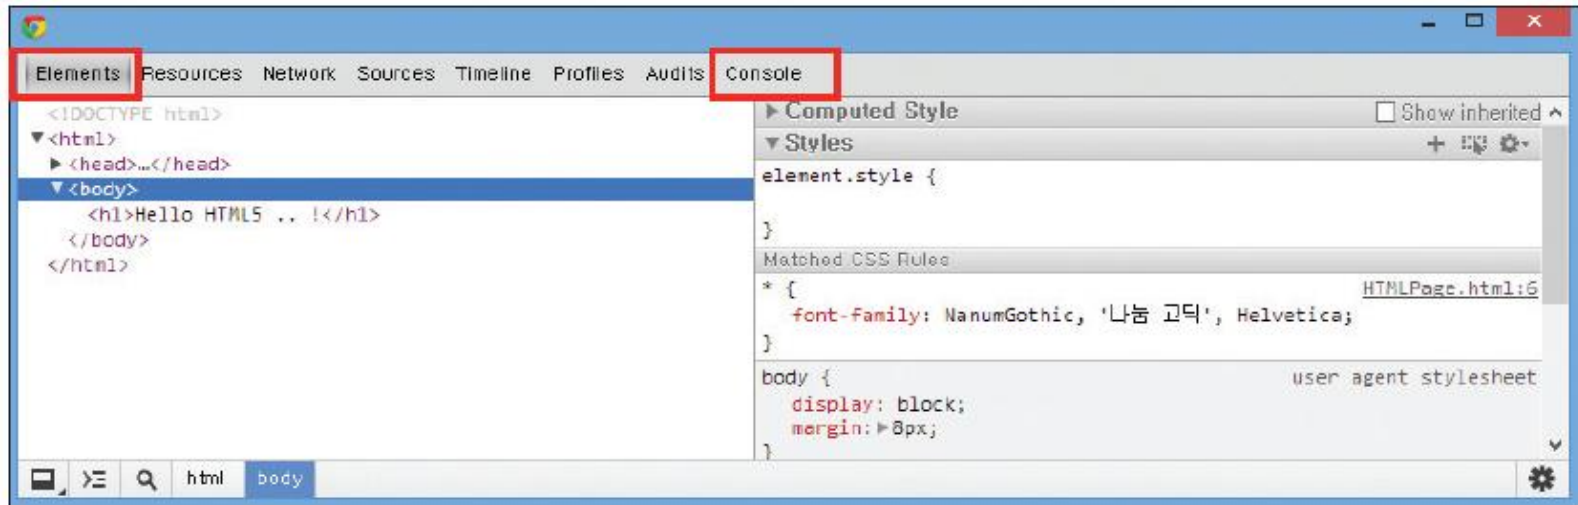 Elements Resources Network Sources Timeline Profiles Audits Console
<!DOCTYPE html>
▼<html>
▶ <head>…</head>
▼ <body>
<h1>Hello HTML5 .. !</h1>
</body>
</html>
▶ Computed Style Show inherited
▼ Styles
element.style {
}
Matched CSS Rules
* { HTMLPage.html:6
font-family: NanumGothic, '나눔 고딕', Helvetica;
}
body { user agent stylesheet
display: block;
margin:▶8px;
}
html body